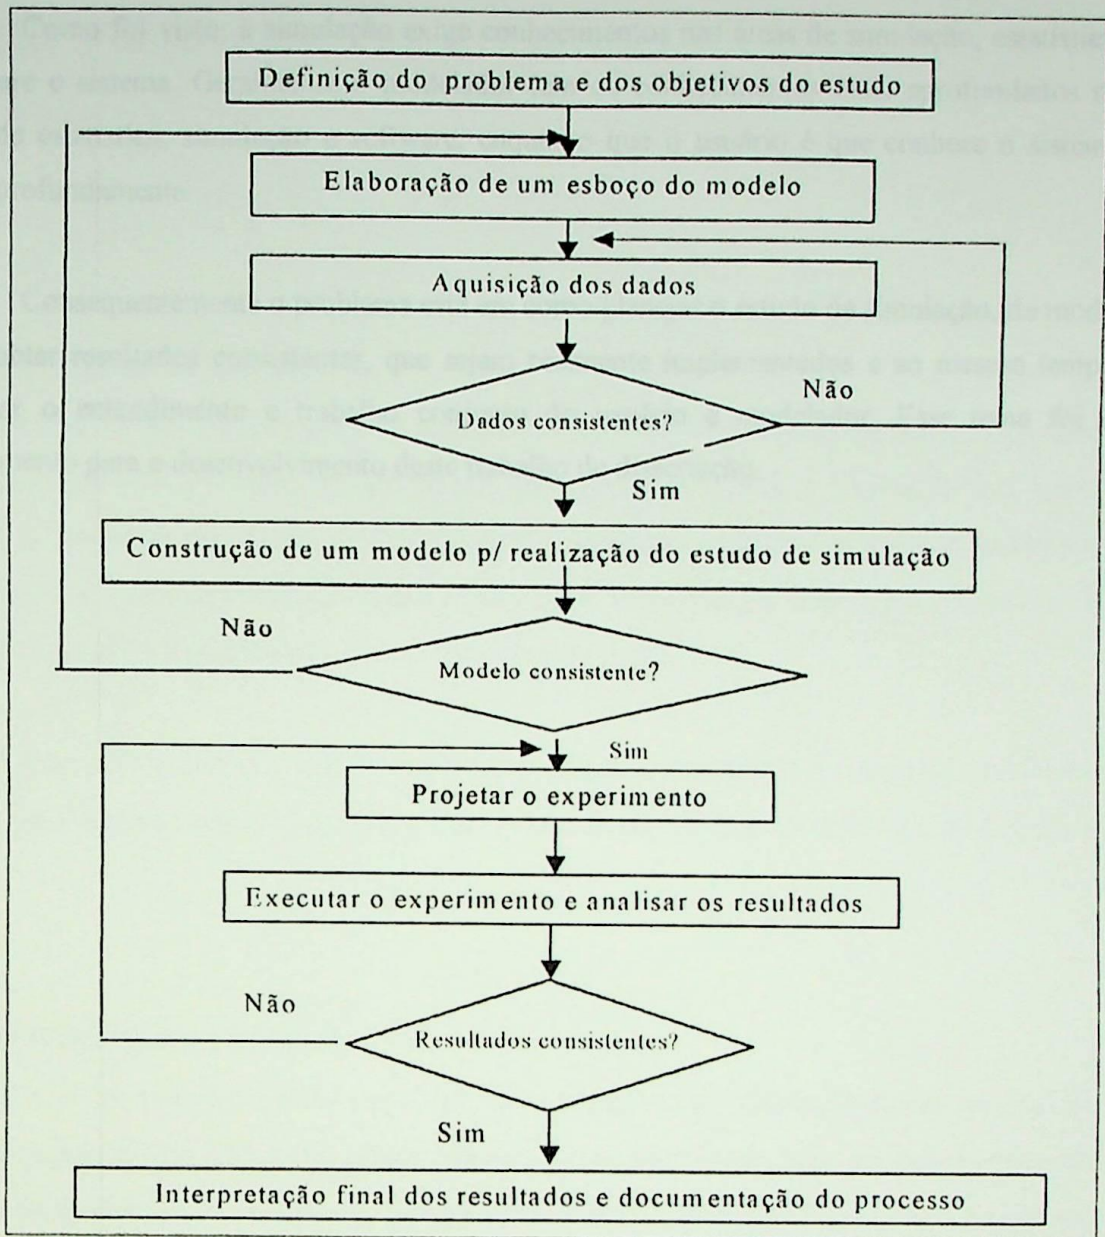 Definição do problema e dos objetivos do estudo
Elaboração de um esboço do modelo
Aquisição dos dados
Não
Dados consistentes?
Sim
Construção de um modelo p/ realização do estudo de simulação
Não
Modelo consistente?
Sim
Projetar o experimento
Executar o experimento e analisar os resultados
Não
Resultados consistentes?
Sim
Interpretação final dos resultados e documentação do processo